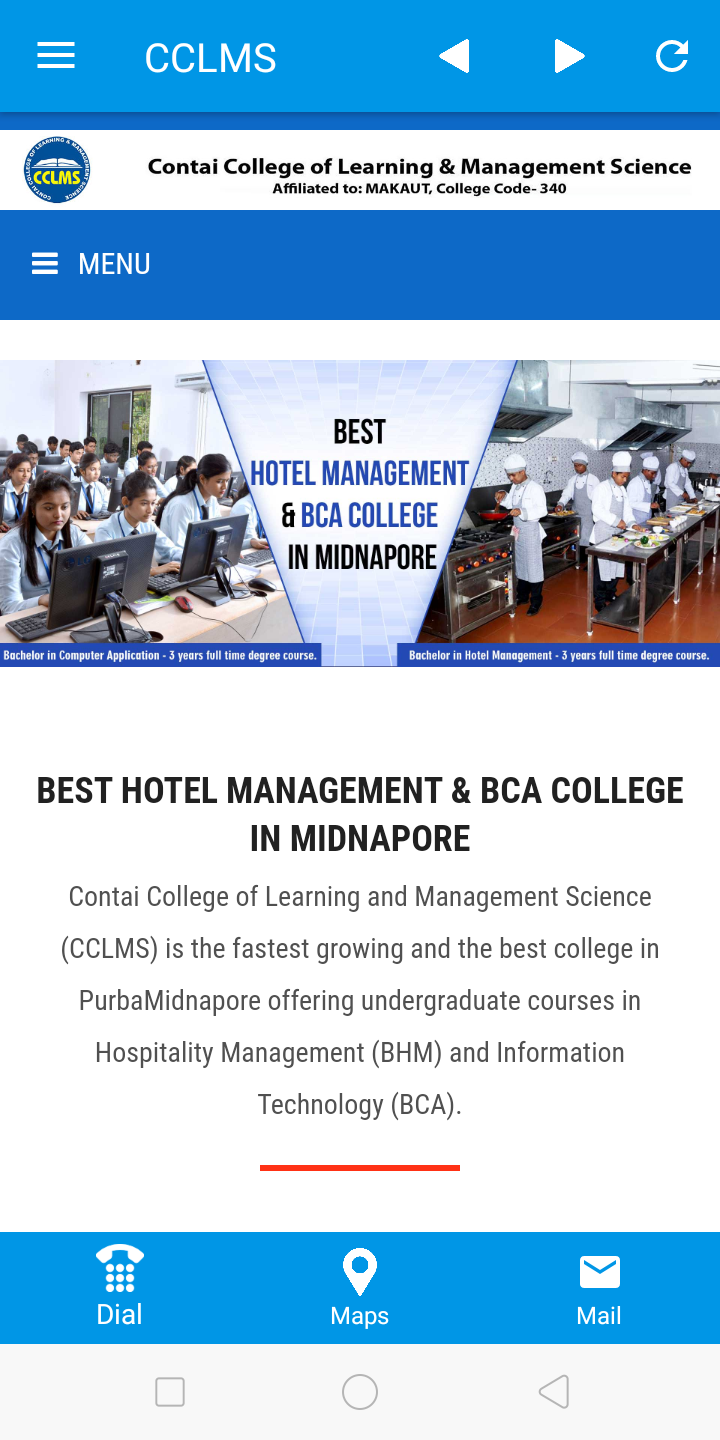 CCLMS
CONTAI COLLEGE OF LEARNING & MANAGEMENT SCIENCE
CCLMS
Contai College of Learning & Management Science
Affiliated to: MAKAUT, College Code- 340
MENU
BEST
HOTEL MANAGEMENT
& BCA COLLEGE
IN MIDNAPORE
Bachelor in Computer Application - 3 years full time degree course.
Bachelor in Hotel Management - 3 years full time degree course.
BEST HOTEL MANAGEMENT & BCA COLLEGE
IN MIDNAPORE
Contai College of Learning and Management Science
(CCLMS) is the fastest growing and the best college in
PurbaMidnapore offering undergraduate courses in
Hospitality Management (BHM) and Information
Technology (BCA).
Dial
Maps
Mail